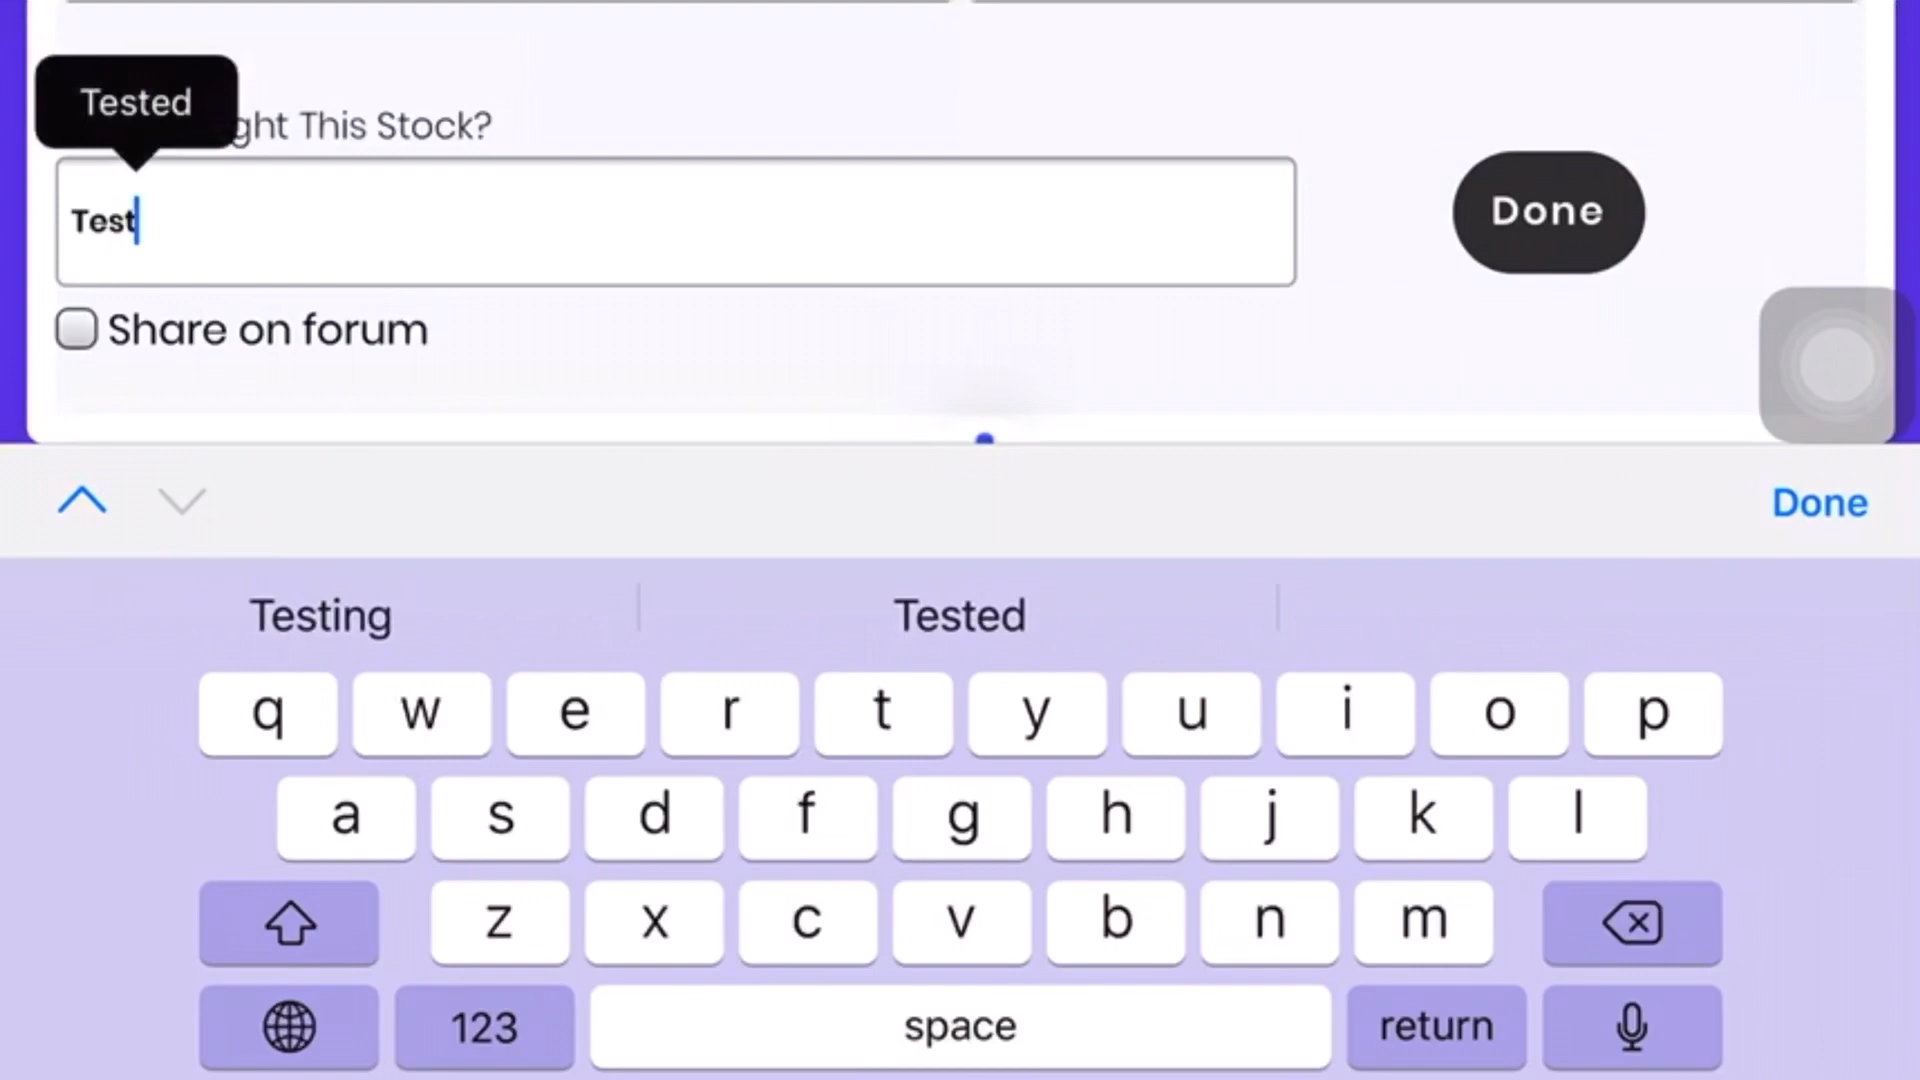 Tested
ght This Stock?
Test
Done
Share on forum
Done
Testing
Tested
q w e r t y u i o p
a s d f g h j k l
z x c v b n m
123
space
return